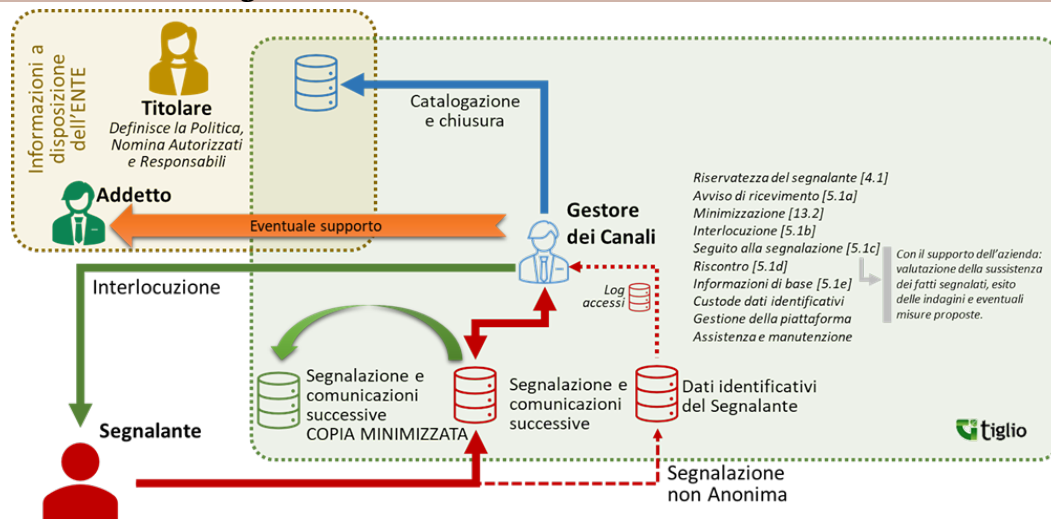 Informazioni a
disposizione
dell'ENTE
Titolare
Definisce la Politica,
Nomina Autorizzati
e Responsabili
Addetto
Catalogazione
e chiusura
Eventuale supporto
Gestore
dei Canali
Interlocuzione
Log
accessi
Riservatezza del segnalante [4.1]
Avviso di ricevimento [5.1a]
Minimizzazione [13.2]
Interlocuzione [5.1b]
Seguito alla segnalazione [5.1c]
Riscontro [5.1d]
Informazioni di base [5.1e]
Custode dati identificativi
Gestione della piattaforma
Assistenza e manutenzione
Con il supporto dell'azienda:
valutazione della sussistenza
dei fatti segnalati, esito
delle indagini e eventuali
misure proposte.
Segnalazione e
comunicazioni
successive
COPIA MINIMIZZATA
Segnalazione e
comunicazioni
successive
Dati identificativi
del Segnalante
Segnalante
Segnalazione
non Anonima
tiglio